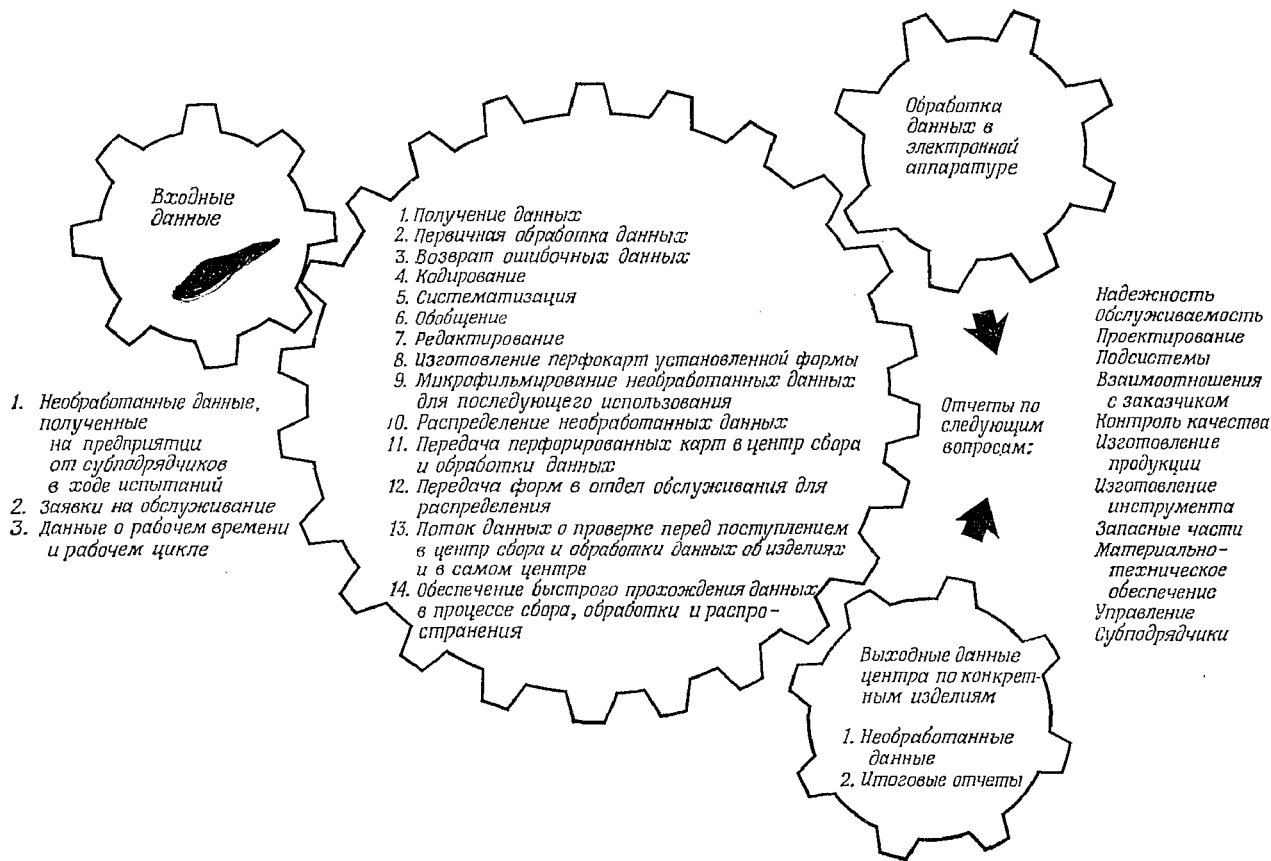 Входные
данные
1. Необработанные данные,
полученные
на предприятии
от субподрядчиков
в ходе испытаний
2. Заявки на обслуживание
3. Данные о рабочем времени
и рабочем цикле
1. Получение данных
2. Первичная обработка данных
3. Возврат ошибочных данных
4. Кодирование
5. Систематизация
6. Обобщение
7. Редактирование
8. Изготовление перфокарт установленной формы
9. Микрофильмирование необработанных данных
для последующего использования
10. Распределение необработанных данных
11. Передача перфорированных карт в центр сбора
и обработки данных
12. Передача форм в отдел обслуживания для
распределения
13. Поток данных о проверке перед поступлением
в центр сбора и обработки данных об изделиях
и в самом центре
14. Обеспечение быстрого прохождения данных
в процессе сбора, обработки и распро-
странения
Обработка
данных в
электронной
аппаратуре
Отчеты по
следующим
вопросам:
Надежность
Обслуживаемость
Проектирование
Подсистемы
Взаимоотношения
с заказчиком
Контроль качества
Изготовление
продукции
Изготовление
инструмента
Запасные части
Материально-
техническое
обеспечение
Управление
Субподрядчики
Выходные данные
центра по конкрет-
ным изделиям
1. Необработанные
данные
2. Итоговые отчеты